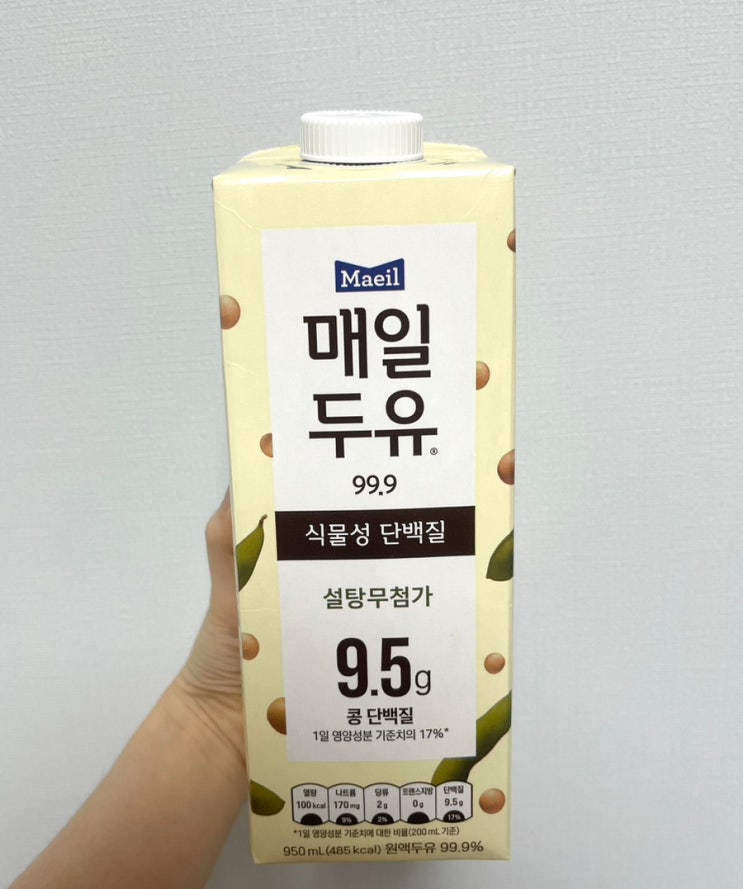 Maeil
매일
두유®
99.9
식물성 단백질
설탕무첨가
9.5g
콩 단백질
1일 영양성분 기준치의 17%*
열량 나트륨 당류 트랜스지방 단백질
100 kcal 170 mg 2 g 0 g 9.5 g
9% 2% 17%
*1일 영양성분 기준치에 대한 비율(200 mL 기준)
950 mL(485 kcal) 원액두유 99.9%